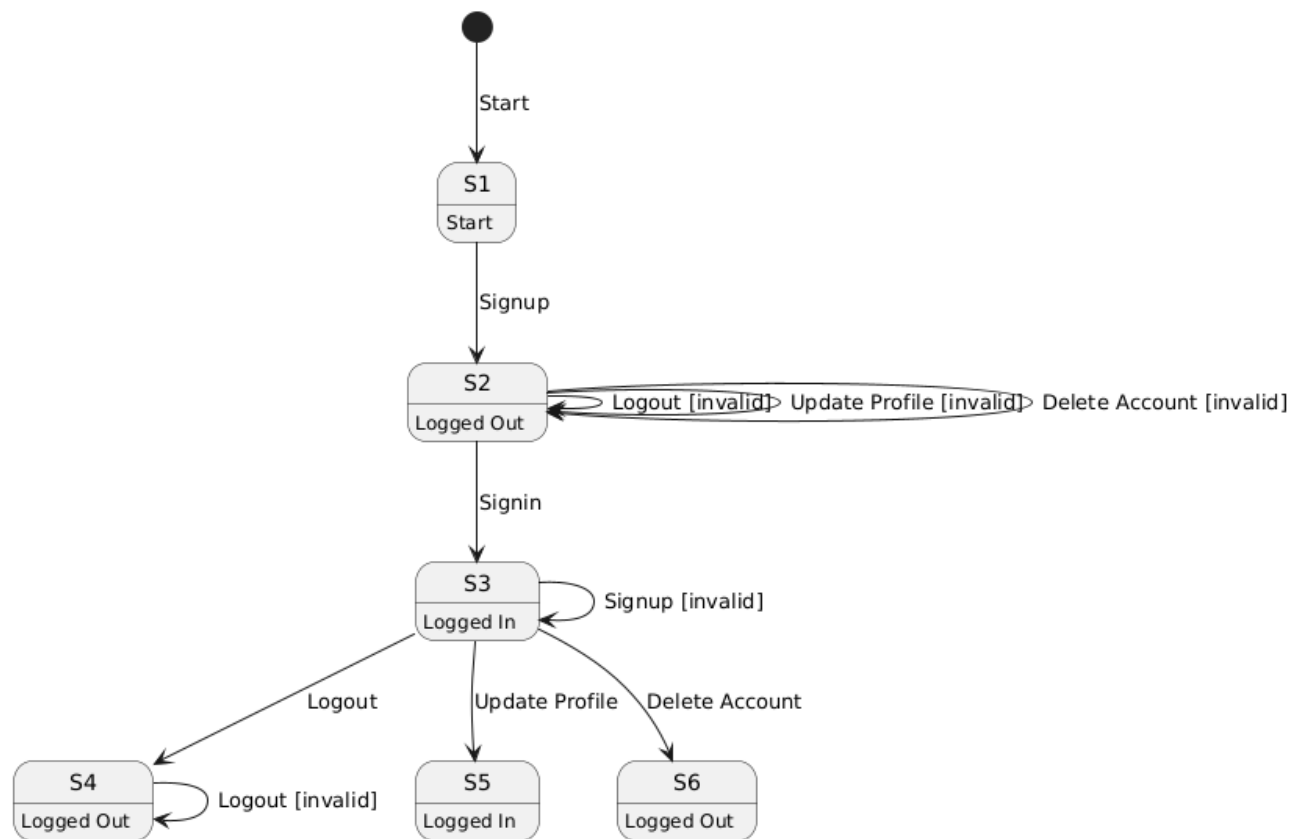 Start
S1
Start
Signup
S2
Logged Out
Logout [invalid]
Update Profile [invalid]
Delete Account [invalid]
Signin
S3
Logged In
Signup [invalid]
Logout
Update Profile
Delete Account
S4
Logged Out
Logout [invalid]
S5
Logged In
S6
Logged Out